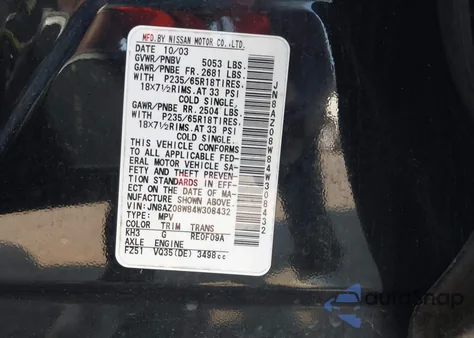 MFD.BY NISSAN MOTOR CO.,LTD.
DATE 10/03
GVWR/PNBV 5053 LBS.
GAWR/PNBE FR. 2681 LBS.
WITH P235/65R18TIRES.
18X7½RIMS.AT 33 PSI
COLD SINGLE.
GAWR/PNBE RR. 2504 LBS.
WITH P235/65R18TIRES.
18X7½RIMS.AT 33 PSI
COLD SINGLE.
THIS VEHICLE CONFORMS
TO ALL APPLICABLE FED-
ERAL MOTOR VEHICLE SA-
FETY AND THEFT PREVEN-
TION STANDARDS IN EFF-
ECT ON THE DATE OF MA-
NUFACTURE SHOWN ABOVE.
VIN:JN8AZ08W84W308432
TYPE: MPV
COLOR TRIM TRANS
KH3 G RE0F09A
AXLE ENGINE
FZ51 VQ35(DE) 3498cc
JN8AZ08W84W308432
AutoSnap